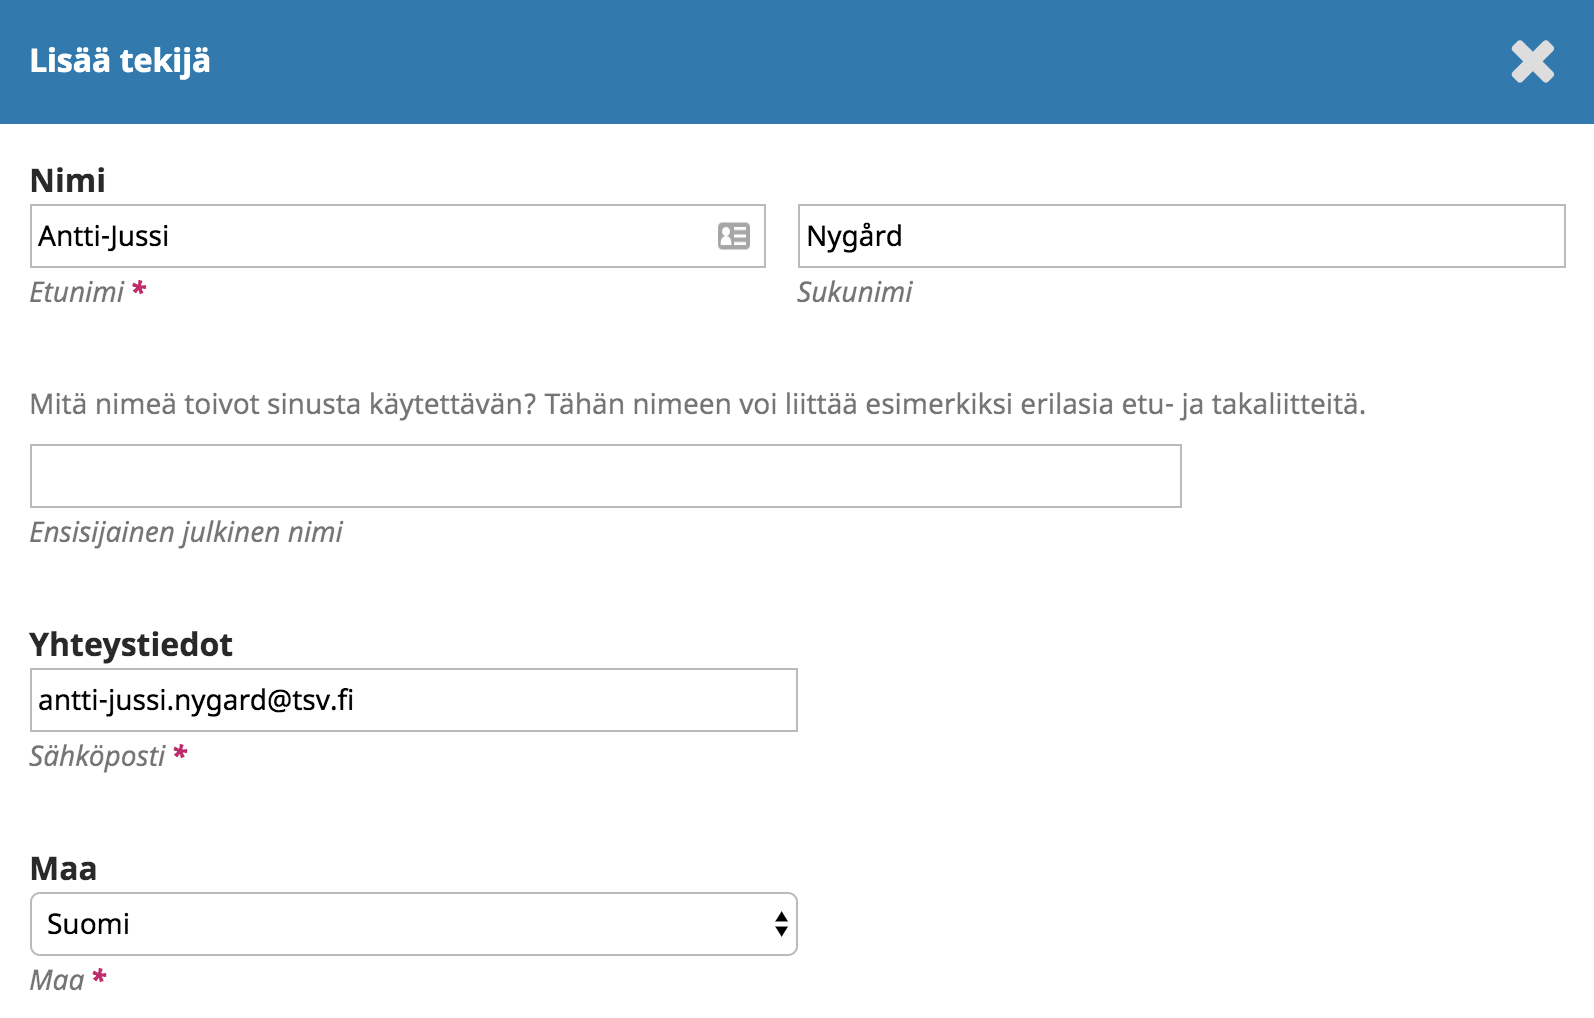 Lisää tekijä
Nimi
Antti-Jussi
Nygård
Etunimi *
Sukunimi
Mitä nimeä toivot sinusta käytettävän? Tähän nimeen voi liittää esimerkiksi erilasia etu- ja takaliitteitä.
Ensisijainen julkinen nimi
Yhteystiedot
antti-jussi.nygard@tsv.fi
Sähköposti *
Maa
Suomi
Maa *